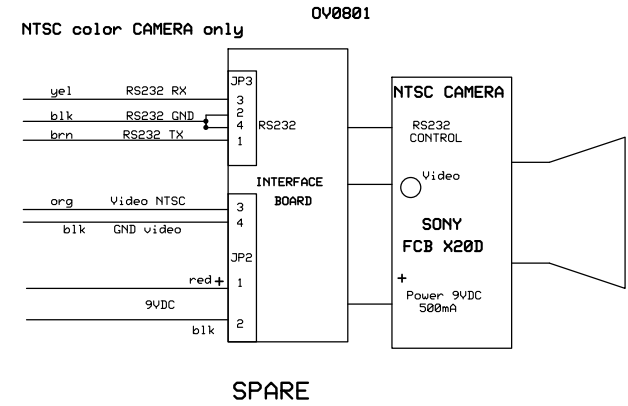 OV0801
NTSC color CAMERA only
JP3
yel RS232 RX 3
2
blk RS232 GND 4
brn RS232 TX 1
RS232
INTERFACE
BOARD
org Video NTSC 3
blk GND video 4
JP2
red + 1
9VDC
blk 2
NTSC CAMERA
RS232
CONTROL
Video
SONY
FCB X20D
+
Power 9VDC
500mA
SPARE